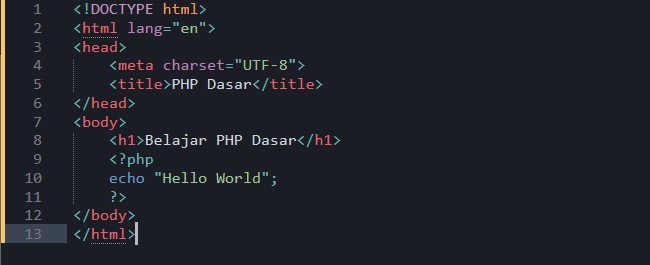 1 <!DOCTYPE html>
2 <html lang="en">
3 <head>
4     <meta charset="UTF-8">
5     <title>PHP Dasar</title>
6 </head>
7 <body>
8     <h1>Belajar PHP Dasar</h1>
9     <?php
10     echo "Hello World";
11     ?>
12 </body>
13 </html>